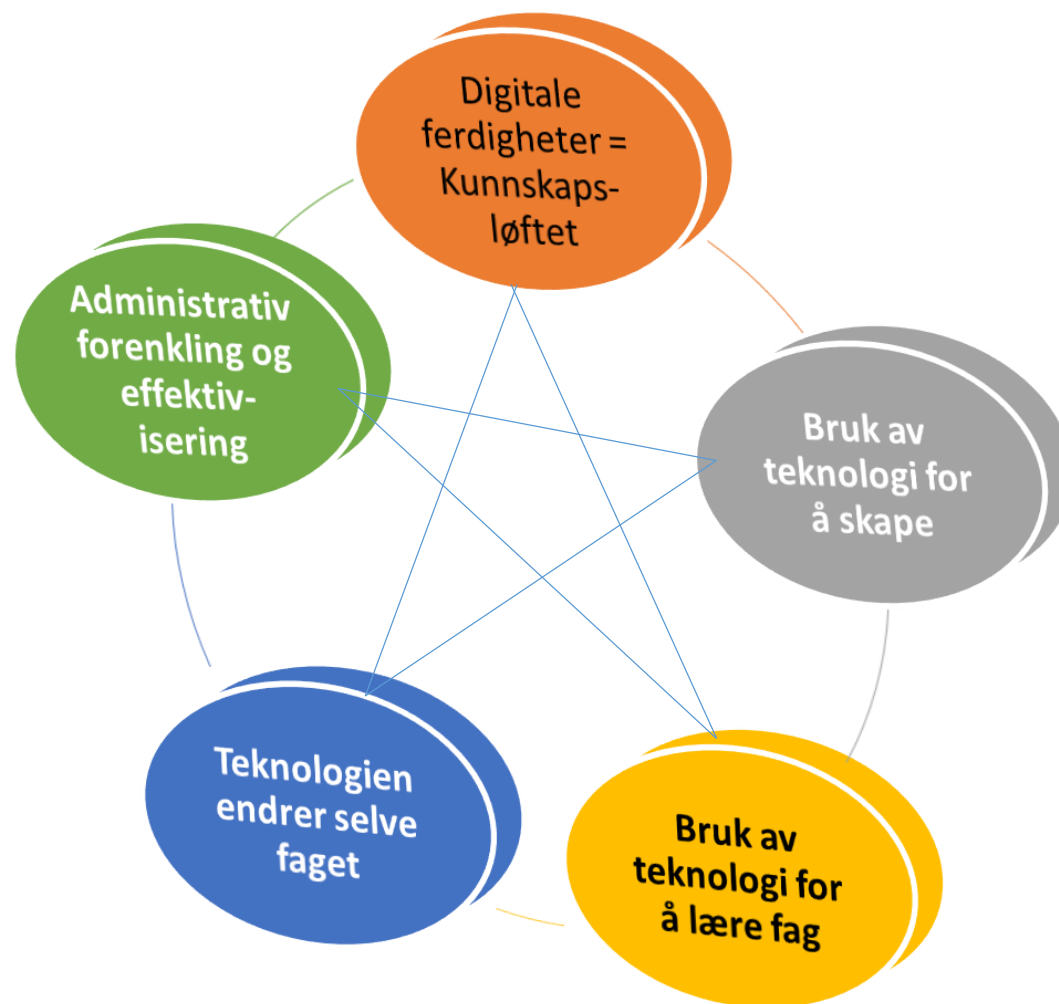 Digitale
ferdigheter =
Kunnskaps-
løftet
Administrativ
forenkling og
effektiv-
isering
Bruk av
teknologi for
å skape
Teknologien
endrer selve
faget
Bruk av
teknologi for
å lære fag